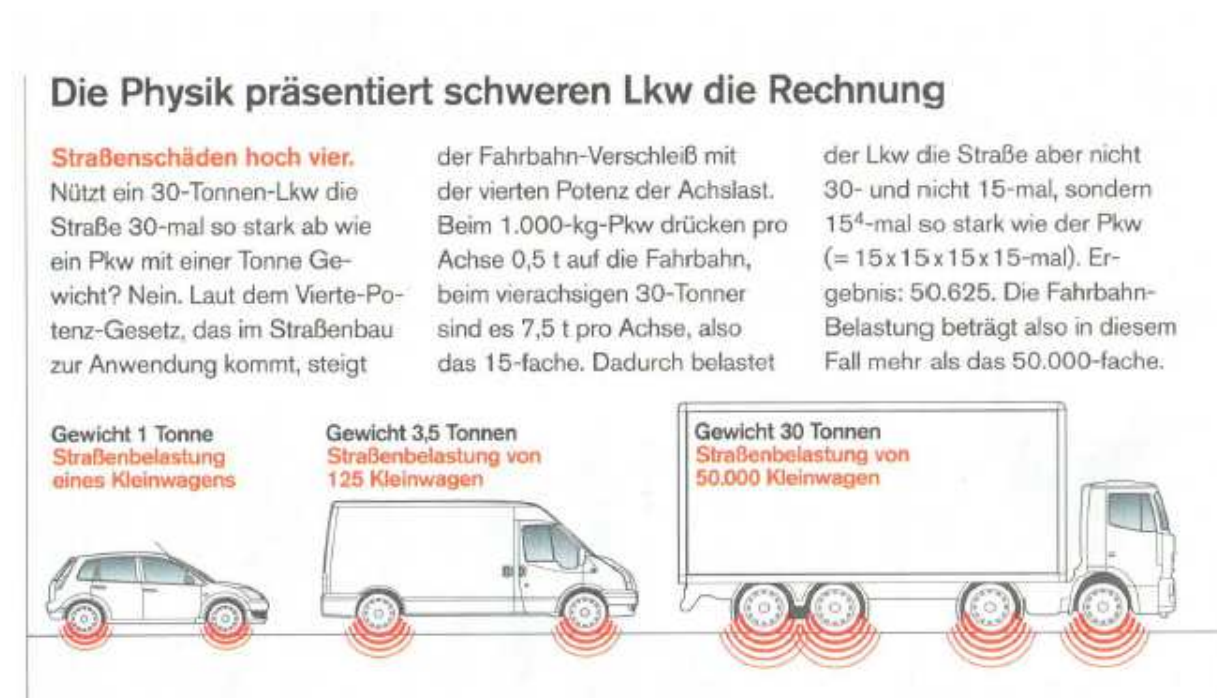 Die Physik präsentiert schweren Lkw die Rechnung
Straßenschäden hoch vier.
Nützt ein 30-Tonnen-Lkw die
Straße 30-mal so stark ab wie
ein Pkw mit einer Tonne Ge-
wicht? Nein. Laut dem Vierte-Po-
tenz-Gesetz, das im Straßenbau
zur Anwendung kommt, steigt
der Fahrbahn-Verschleiß mit
der vierten Potenz der Achslast.
Beim 1.000-kg-Pkw drücken pro
Achse 0,5 t auf die Fahrbahn,
beim vierachsigen 30-Tonner
sind es 7,5 t pro Achse, also
das 15-fache. Dadurch belastet
der Lkw die Straße aber nicht
30- und nicht 15-mal, sondern
15⁴-mal so stark wie der Pkw
(= 15x15x15x15-mal). Er-
gebnis: 50.625. Die Fahrbahn-
Belastung beträgt also in diesem
Fall mehr als das 50.000-fache.
Gewicht 1 Tonne
Straßenbelastung
eines Kleinwagens
Gewicht 3,5 Tonnen
Straßenbelastung von
125 Kleinwagen
Gewicht 30 Tonnen
Straßenbelastung von
50.000 Kleinwagen